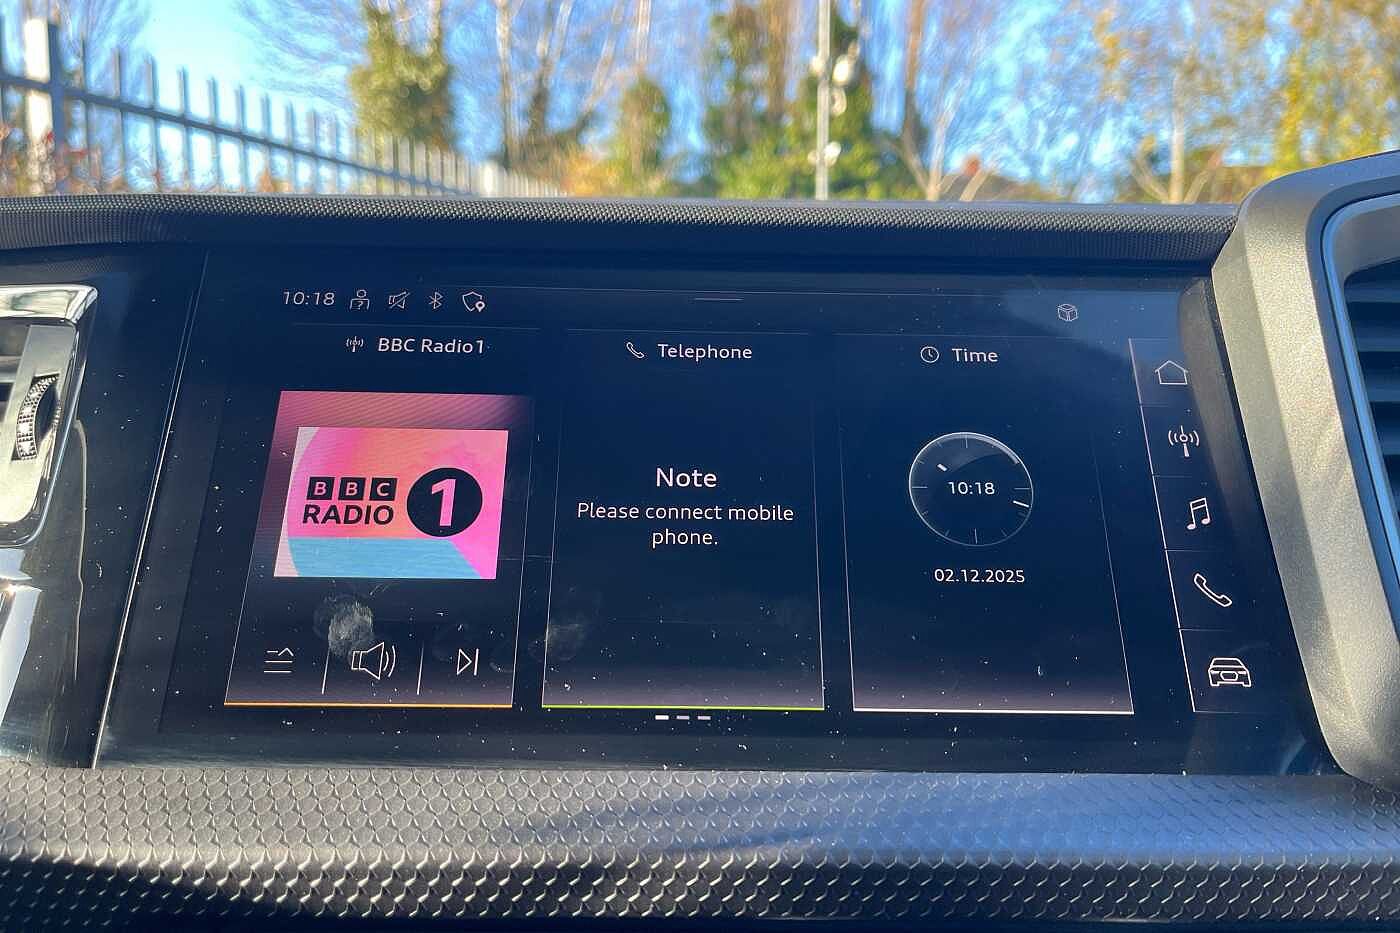 10:18
BBC Radio1
Telephone
Time
BBC
RADIO 1
Note
Please connect mobile
phone.
10:18
02.12.2025